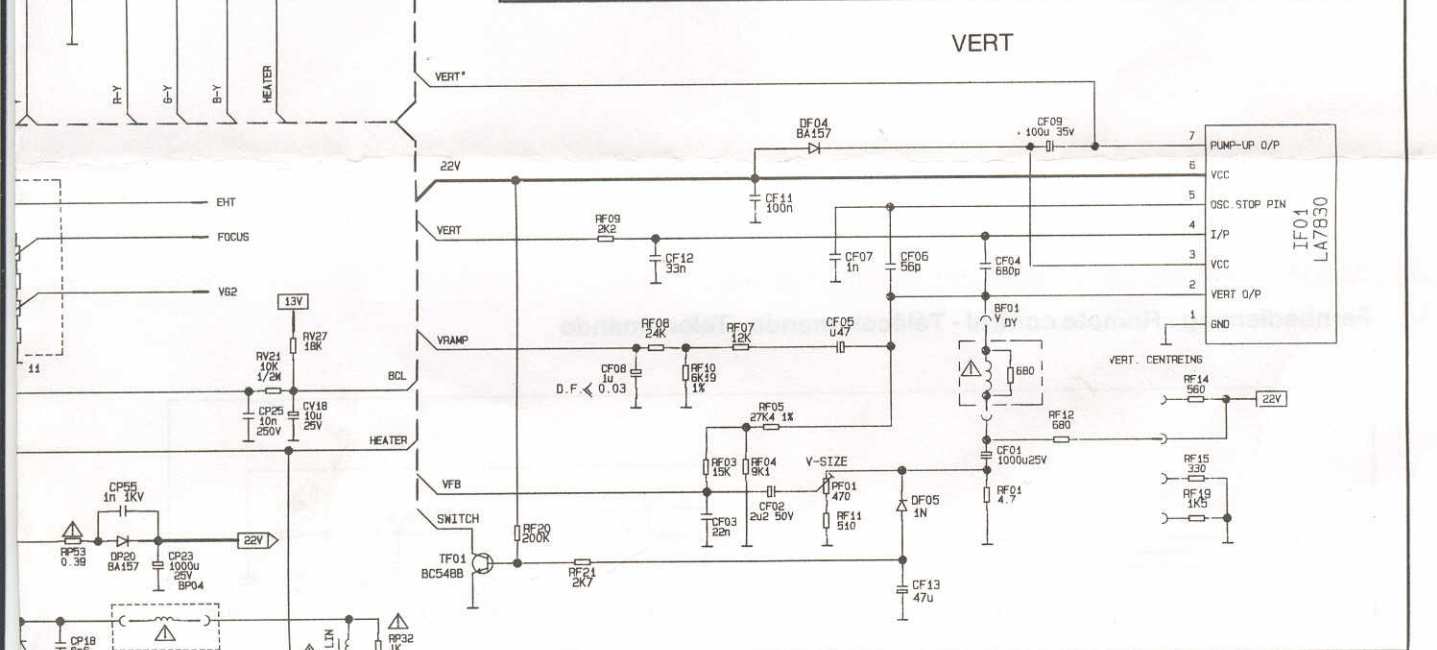 VERT
VERT*
R-Y
G-Y
B-Y
HEATER
DF04
BA157
CF09
100u 35V
7
PUMP-UP O/P
22V
6
VCC
CF11
100n
5
OSC.STOP PIN
EHT
VERT
RF09
2K2
4
I/P
IF01
LA7830
FOCUS
CF12
33n
CF07
1n
CF06
56p
CF04
680p
3
VCC
VG2
2
VERT O/P
13V
BF01
V DY
GND
RV27
18K
VRAMP
RF08
24K
RF07
12K
CF05
u47
VERT. CENTREING
11
RV21
10K
1/2W
BCL
CF08
1u
D.F.≮ 0.03
RF10
6K19
1%
680
RF14
560
22V
CP25
10n
250V
CV18
10u
25V
RF05
27K4 1%
RF12
680
HEATER
RF03
15K
RF04
9K1
V-SIZE
CF01
1000u25V
RF15
330
VFB
CP55
1n 1KV
PF01
470
DF05
1N
RF01
4.7
RF19
1K5
SWITCH
CF03
22n
CF02
2u2 50V
RF11
510
RF20
200K
RP53
0.39
DP20
BA157
22V
CP23
1000u
25V
BP04
TF01
BC548B
RF21
2K7
CF13
47u
CP18
LIN
RP32
1K
Fernbedienung - Remote control - Télécommande - Telecomando